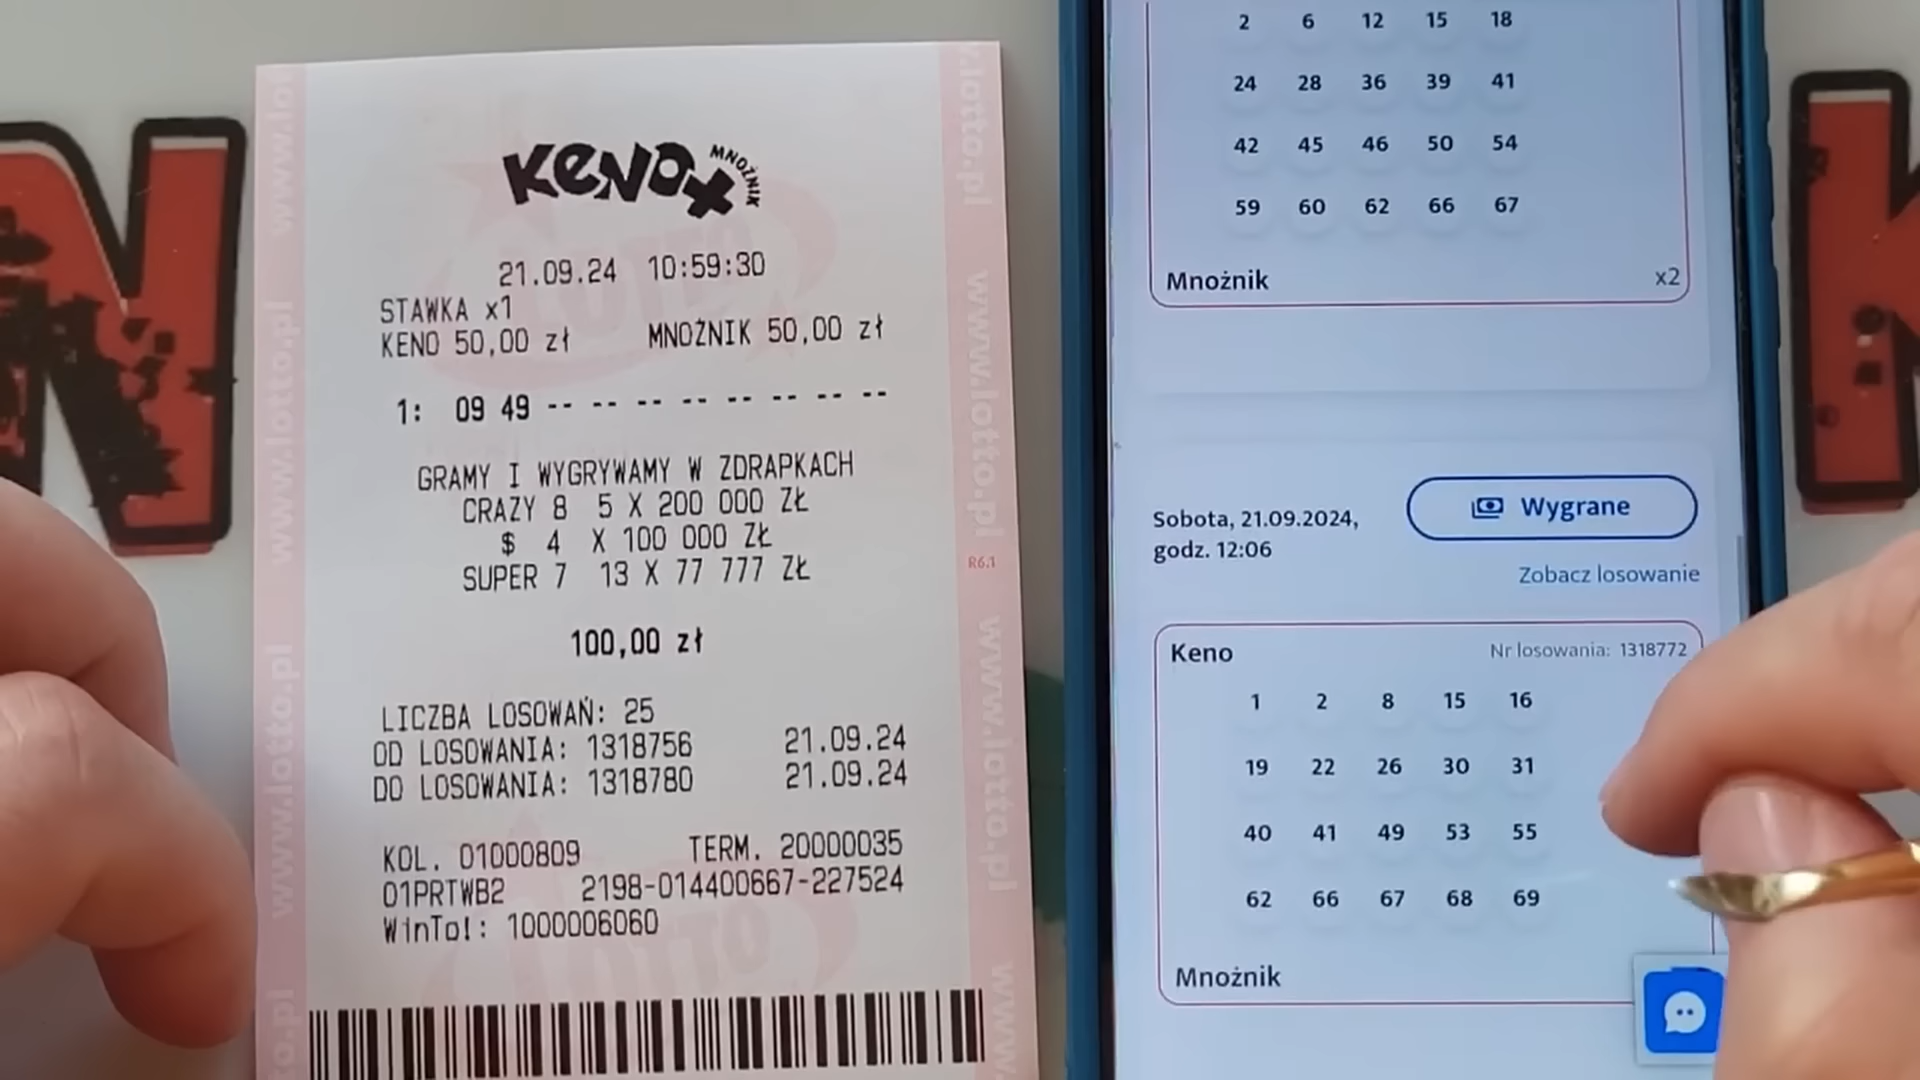 KENO
MNOŻNIK
21.09.24 10:59:30
STAWKA x1
KENO 50,00 zł MNOŻNIK 50,00 zł
1: 09 49 -- -- -- -- -- -- -- --
GRAMY I WYGRYWAMY W ZDRAPKACH
CRAZY 8 5 X 200 000 ZŁ
$ 4 X 100 000 ZŁ
SUPER 7 13 X 77 777 ZŁ
100,00 zł
LICZBA LOSOWAŃ: 25
OD LOSOWANIA: 1318756 21.09.24
DO LOSOWANIA: 1318780 21.09.24
KOL. 01000809 TERM. 20000035
01PRTWB2 2198-014400667-227524
WinTo!: 1000006060
www.lotto.pl
www.lotto.pl
R6.1
LOTTO
2 6 12 15 18
24 28 36 39 41
42 45 46 50 54
59 60 62 66 67
Mnożnik x2
Sobota, 21.09.2024,
godz. 12:06
Wygrane
Zobacz losowanie
Keno Nr losowania: 1318772
1 2 8 15 16
19 22 26 30 31
40 41 49 53 55
62 66 67 68 69
Mnożnik